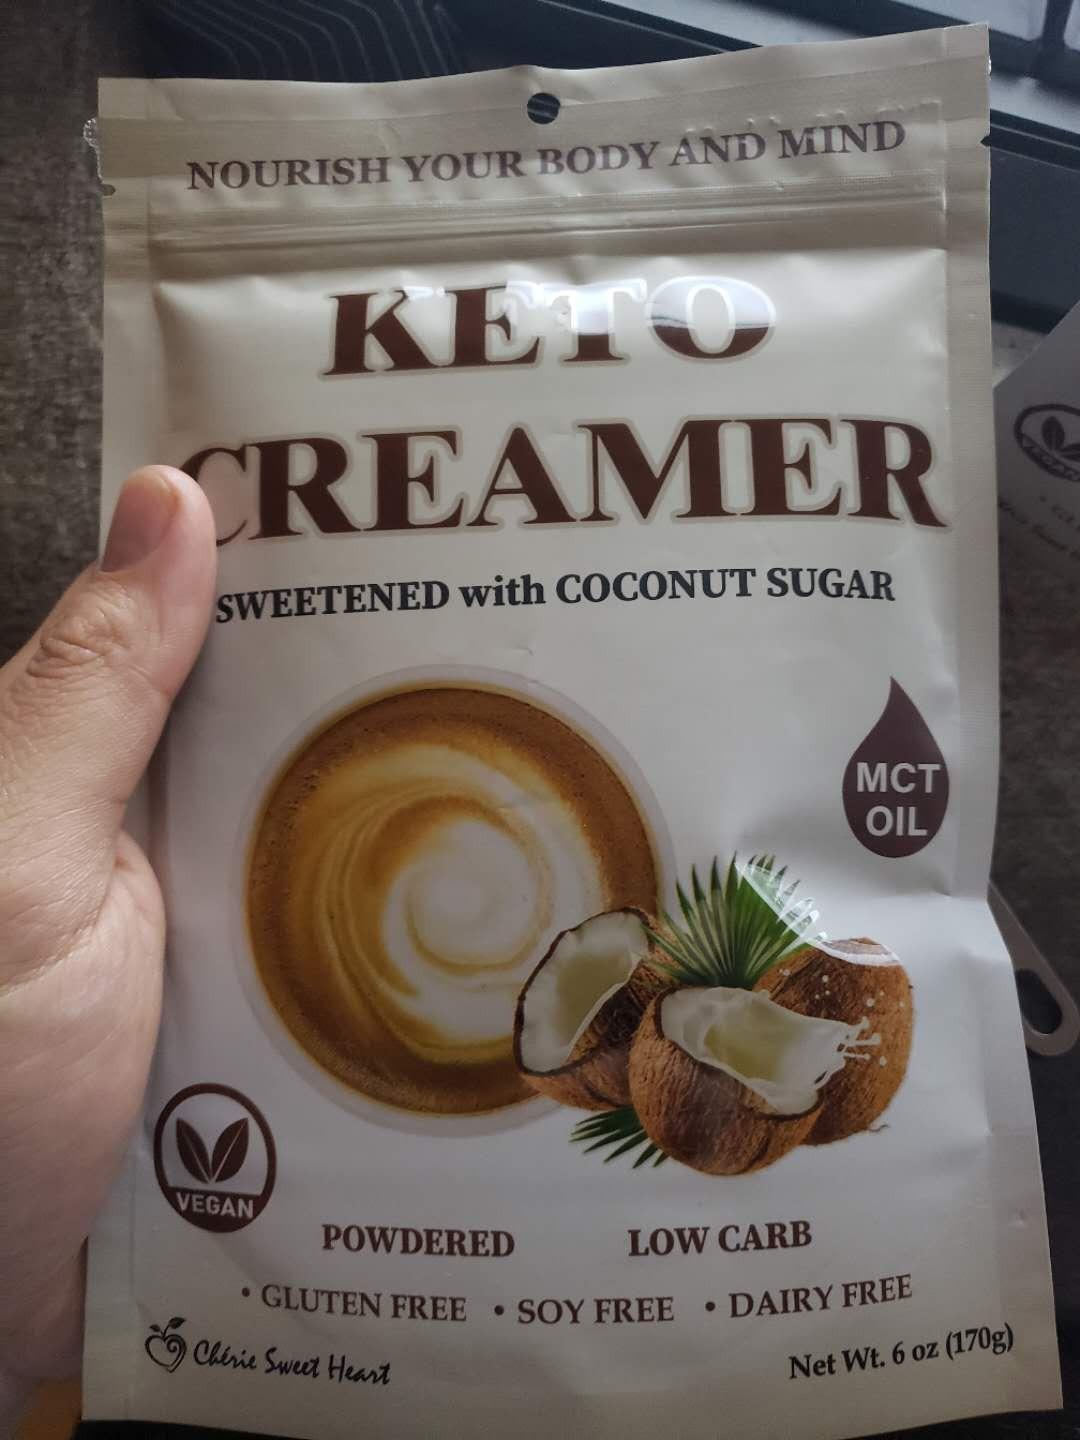 NOURISH YOUR BODY AND MIND
KETO
CREAMER
SWEETENED with COCONUT SUGAR
MCT
OIL
VEGAN
POWDERED LOW CARB
• GLUTEN FREE • SOY FREE • DAIRY FREE
Chérie Sweet Heart
Net Wt. 6 oz (170g)